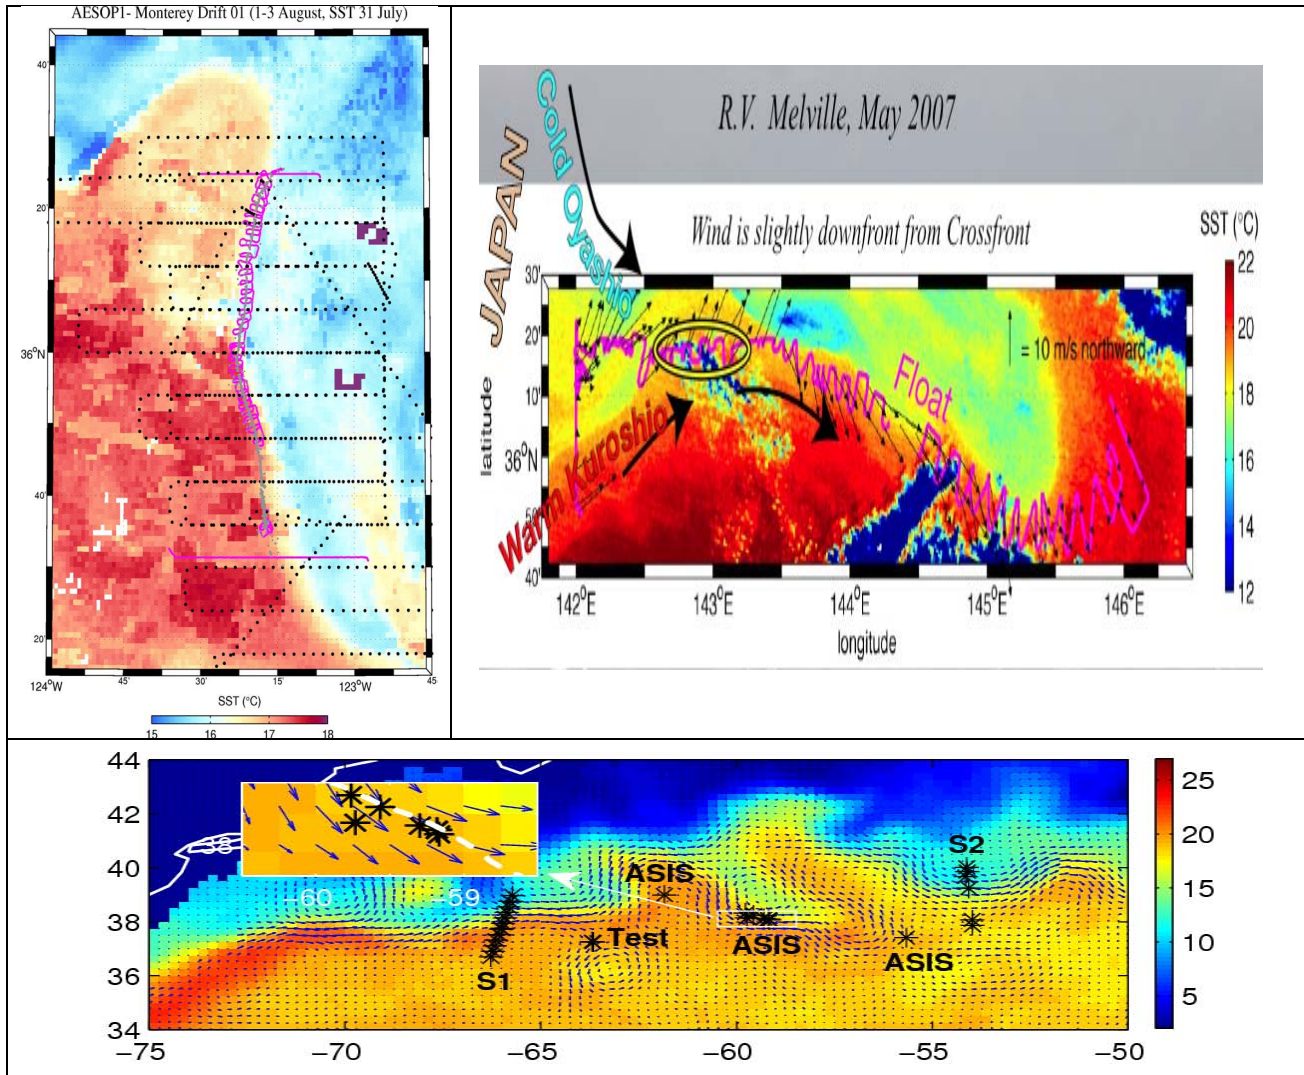 AESOP1- Monterey Drift 01 (1-3 August, SST 31 July)
40'
20'
36°N
40'
20'
124°W
45'
30'
15'
123°W
45
SST (°C)
15
16
17
18
R.V. Melville, May 2007
Cold Oyashio
JAPAN
Wind is slightly downfront from Crossfront
SST (°C)
22
20
18
16
14
12
30'
20'
10'
36°N
40'
latitude
= 10 m/s northward
Float
Warm Kuroshio
142°E
143°E
144°E
145°E
146°E
longitude
44
42
40
38
36
34
38
−60
−59
ASIS
S2
Test
ASIS
ASIS
S1
−75
−70
−65
−60
−55
−50
25
20
15
10
5